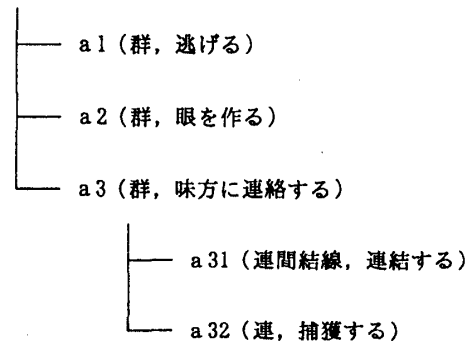 a1（群，逃げる）
a2（群，眼を作る）
a3（群，味方に連絡する）
a31（連間結線，連結する）
a32（連，捕獲する）